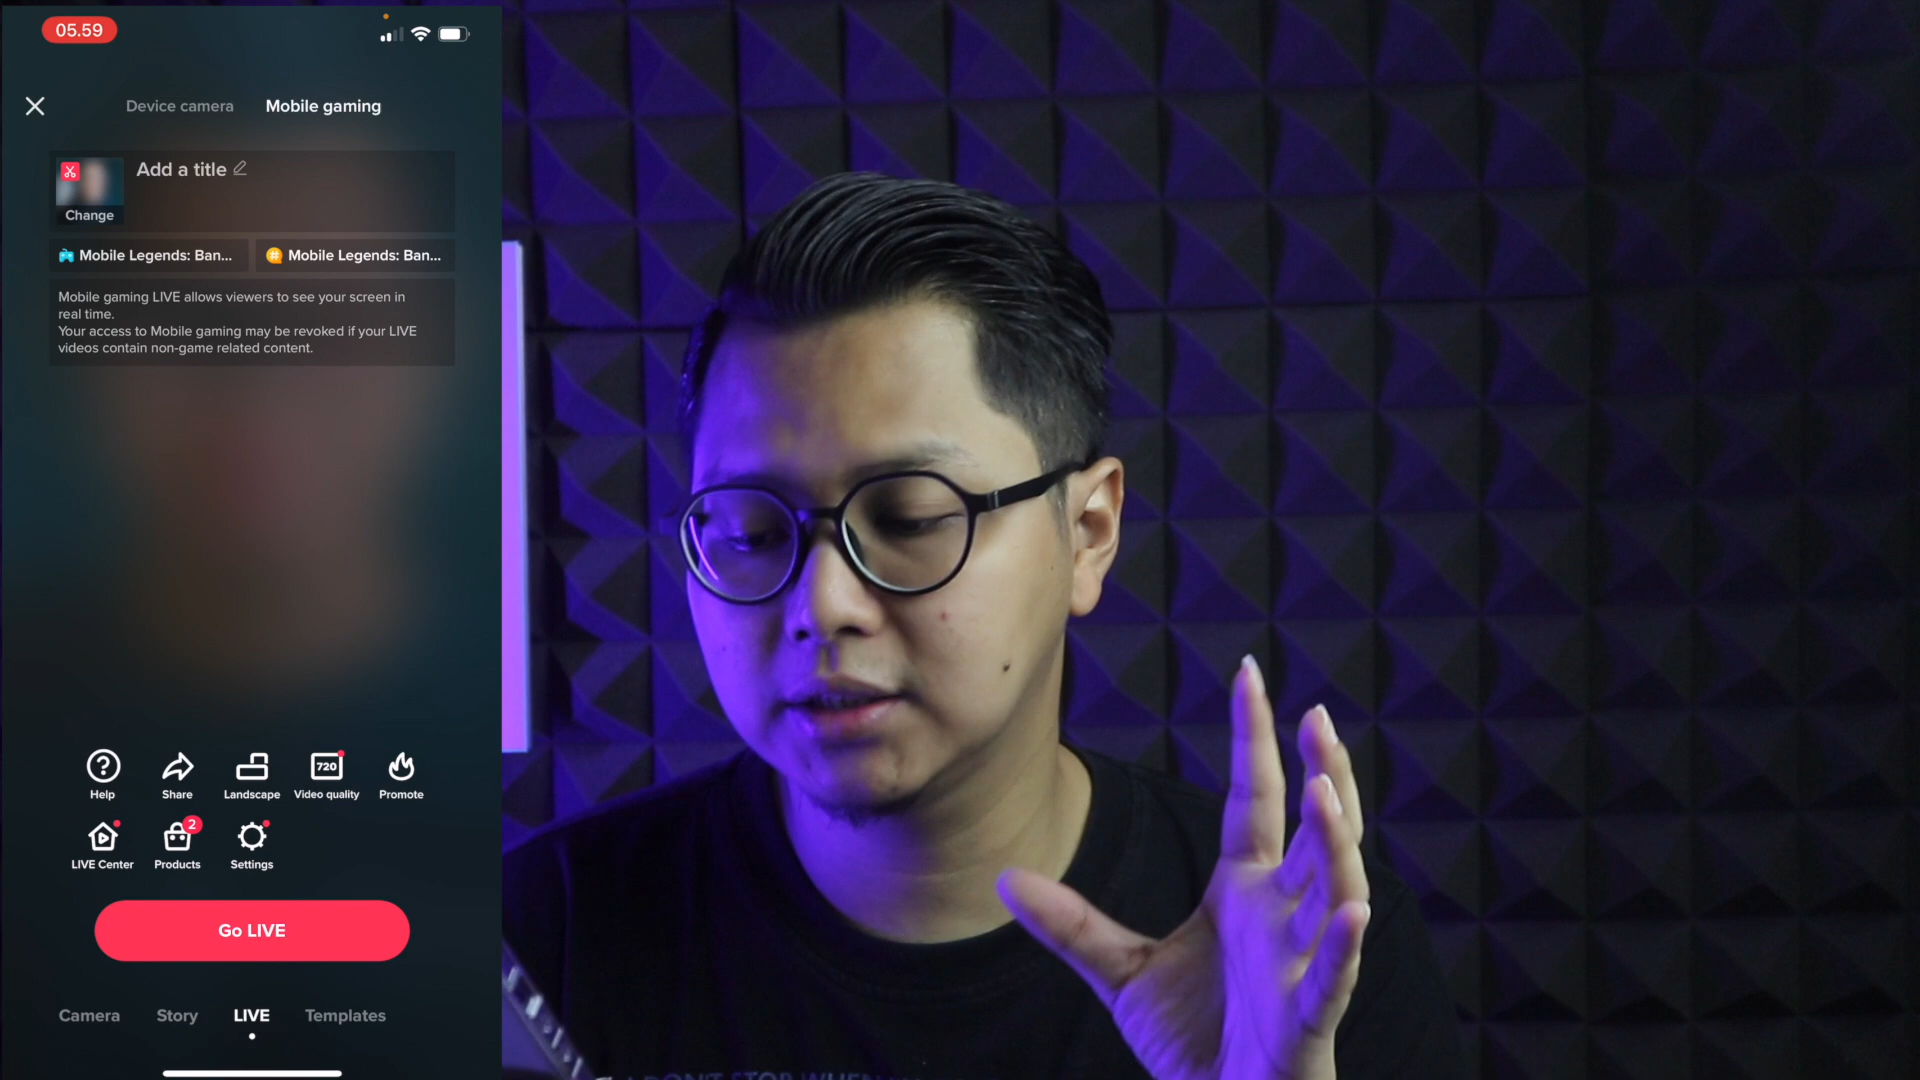 05.59
Device camera
Mobile gaming
Add a title
Change
Mobile Legends: Ban...
Mobile Legends: Ban...
Mobile gaming LIVE allows viewers to see your screen in
real time.
Your access to Mobile gaming may be revoked if your LIVE
videos contain non-game related content.
Help
Share
Landscape
720
Video quality
Promote
LIVE Center
2
Products
Settings
Go LIVE
Camera
Story
LIVE
Templates
DON'T STOP WHEN